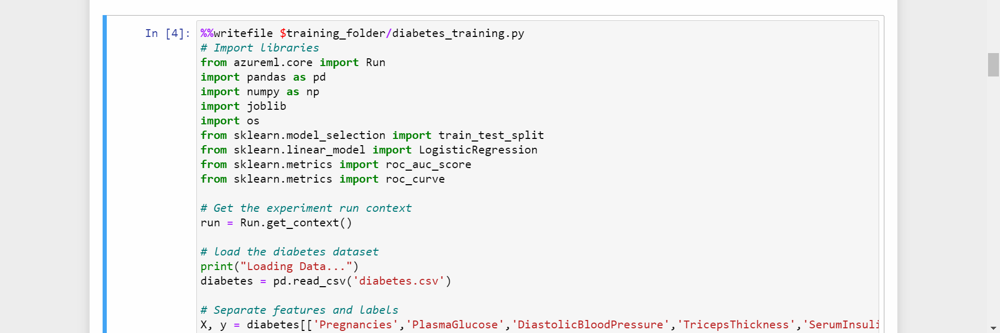 In [4]: %%writefile $training_folder/diabetes_training.py
# Import libraries
from azureml.core import Run
import pandas as pd
import numpy as np
import joblib
import os
from sklearn.model_selection import train_test_split
from sklearn.linear_model import LogisticRegression
from sklearn.metrics import roc_auc_score
from sklearn.metrics import roc_curve
# Get the experiment run context
run = Run.get_context()
# load the diabetes dataset
print("Loading Data...")
diabetes = pd.read_csv('diabetes.csv')
# Separate features and labels
X, y = diabetes[['Pregnancies','PlasmaGlucose','DiastolicBloodPressure','TricepsThickness','SerumInsuli